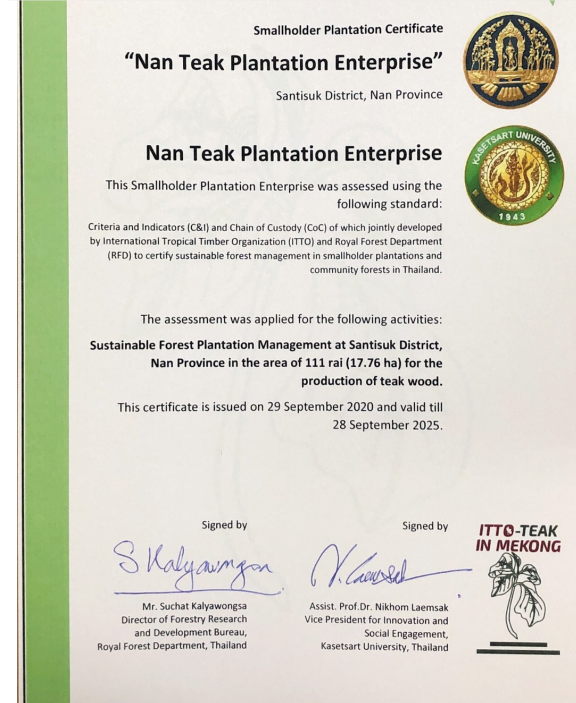 Smallholder Plantation Certificate
“Nan Teak Plantation Enterprise”
Santisuk District, Nan Province
KASETSART UNIVERSITY
1943
Nan Teak Plantation Enterprise
This Smallholder Plantation Enterprise was assessed using the
following standard:
Criteria and Indicators (C&I) and Chain of Custody (CoC) of which jointly developed
by International Tropical Timber Organization (ITTO) and Royal Forest Department
(RFD) to certify sustainable forest management in smallholder plantations and
community forests in Thailand.
The assessment was applied for the following activities:
Sustainable Forest Plantation Management at Santisuk District,
Nan Province in the area of 111 rai (17.76 ha) for the
production of teak wood.
This certificate is issued on 29 September 2020 and valid till
28 September 2025.
Signed by
S Kalyawongsa
Mr. Suchat Kalyawongsa
Director of Forestry Research
and Development Bureau,
Royal Forest Department, Thailand
Signed by
N. Laemsak
Assist. Prof.Dr. Nikhom Laemsak
Vice President for Innovation and
Social Engagement,
Kasetsart University, Thailand
ITTO-TEAK
IN MEKONG